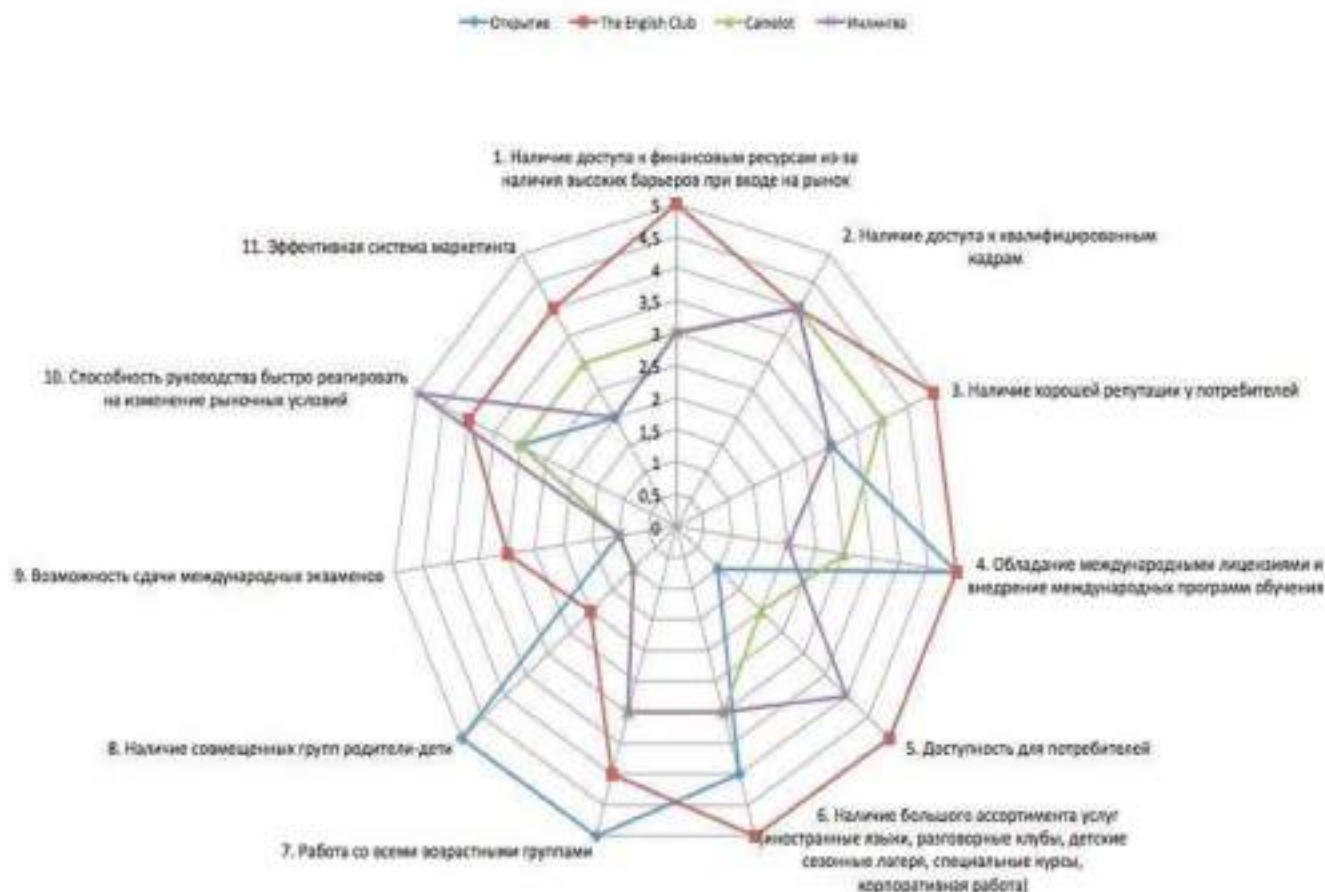 Открытие The English Club Camelot Инлингва
1. Наличие доступа к финансовым ресурсам из-за
наличия высоких барьеров при входе на рынок
2. Наличие доступа к квалифицированным
кадрам
3. Наличие хорошей репутации у потребителей
4. Обладание международными лицензиями и
внедрение международных программ обучения
5. Доступность для потребителей
6. Наличие большого ассортимента услуг
(иностранные языки, разговорные клубы, детские
сезонные лагеря, специальные курсы,
корпоративная работа)
7. Работа со всеми возрастными группами
8. Наличие совмещенных групп родители-дети
9. Возможность сдачи международных экзаменов
10. Способность руководства быстро реагировать
на изменение рыночных условий
11. Эффективная система маркетинга
5
4,5
4
3,5
3
2,5
2
1,5
1
0,5
0